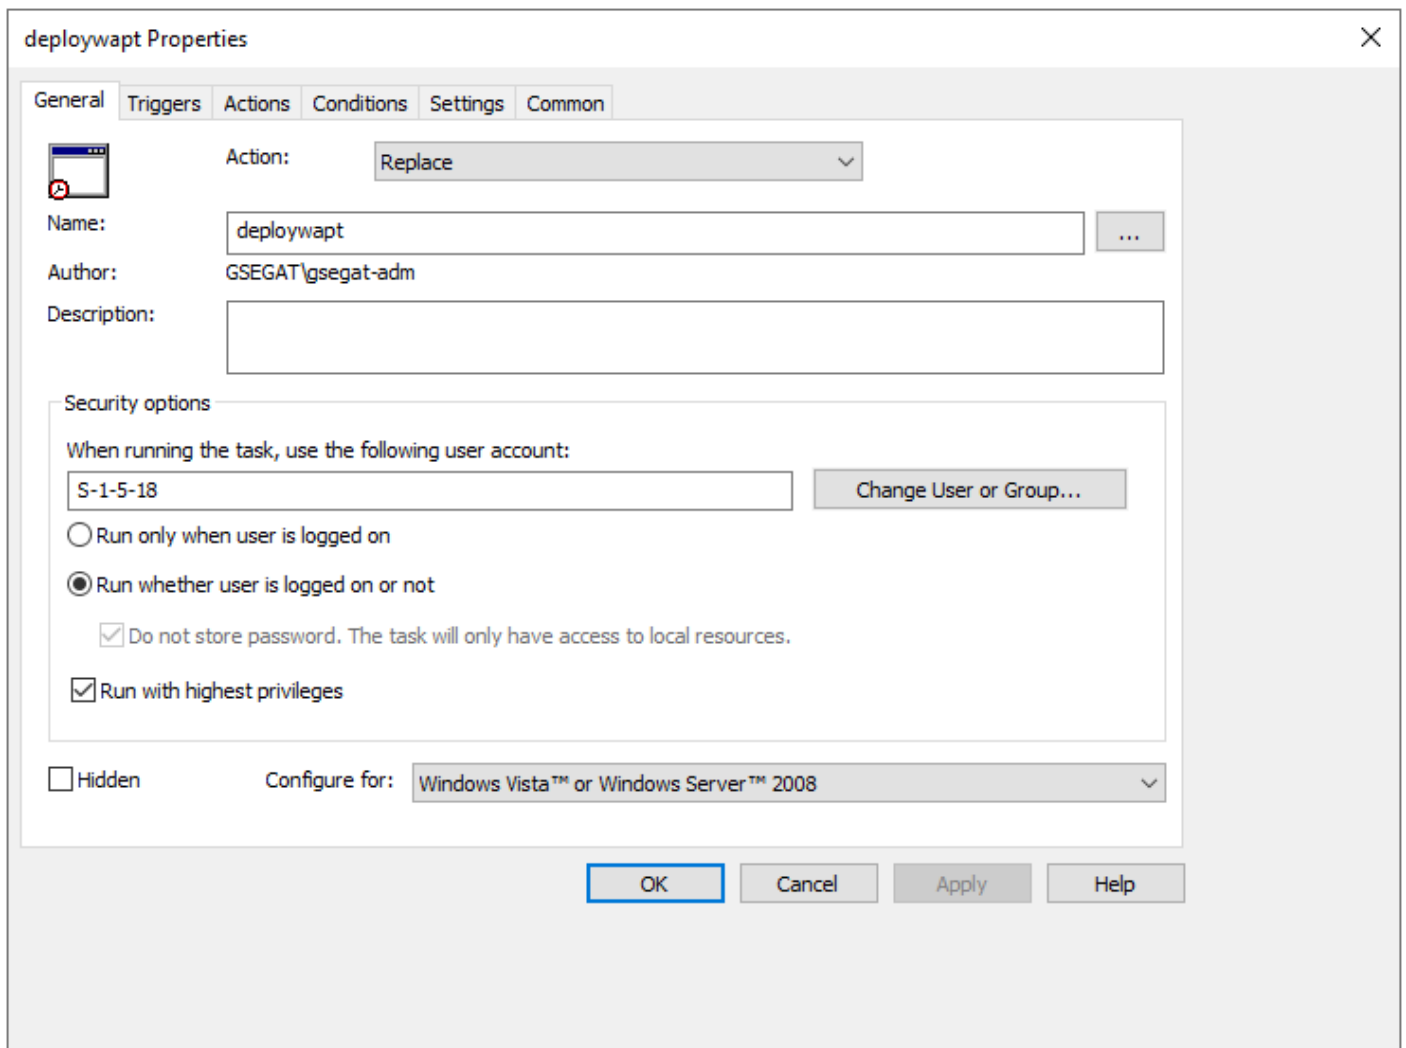 deploywapt Properties
General Triggers Actions Conditions Settings Common
Action: Replace
Name: deploywapt ...
Author: GSEGAT\gsegat-adm
Description:
Security options
When running the task, use the following user account:
S-1-5-18 Change User or Group...
Run only when user is logged on
Run whether user is logged on or not
Do not store password. The task will only have access to local resources.
Run with highest privileges
Hidden Configure for: Windows Vista™ or Windows Server™ 2008
OK Cancel Apply Help